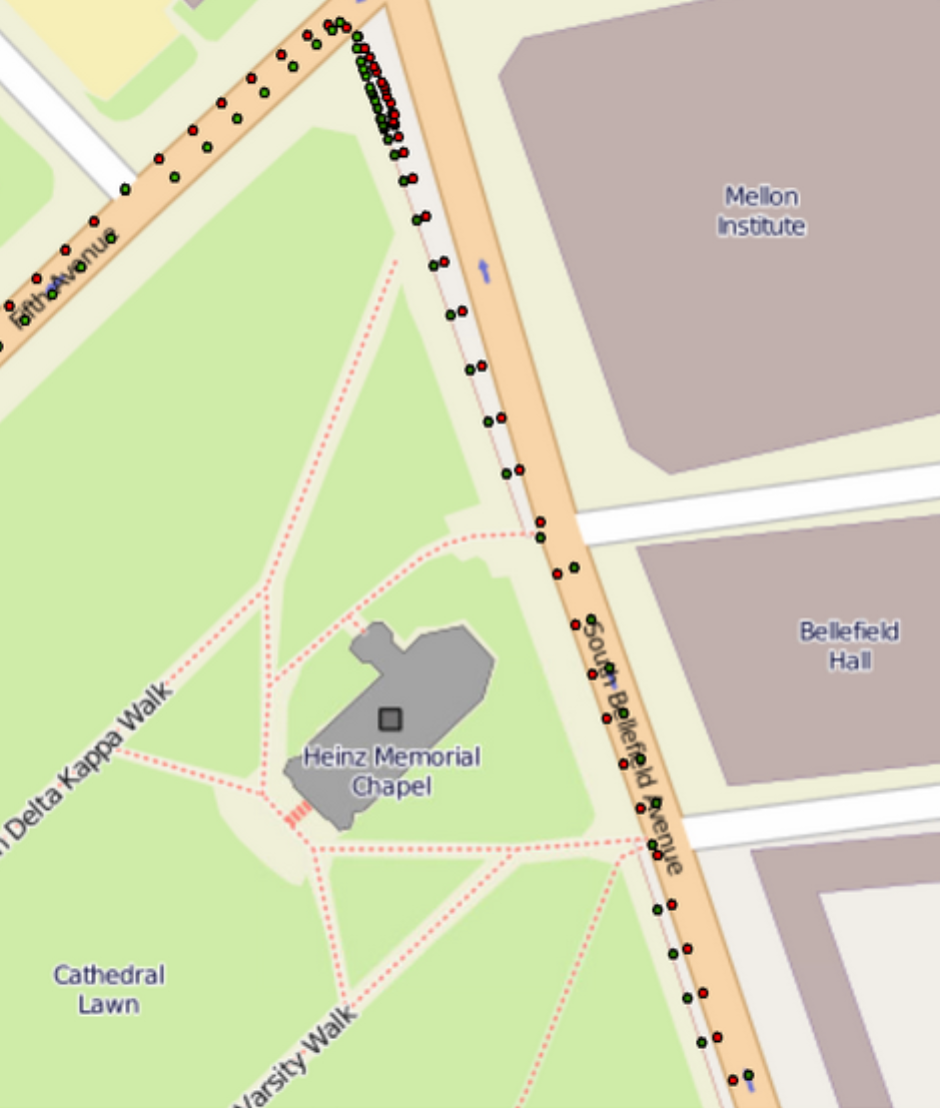 Mellon
Institute
Fifth Avenue
Bellefield
Hall
South Bellefield Avenue
Heinz Memorial
Chapel
Delta Kappa Walk
Cathedral
Lawn
Varsity Walk